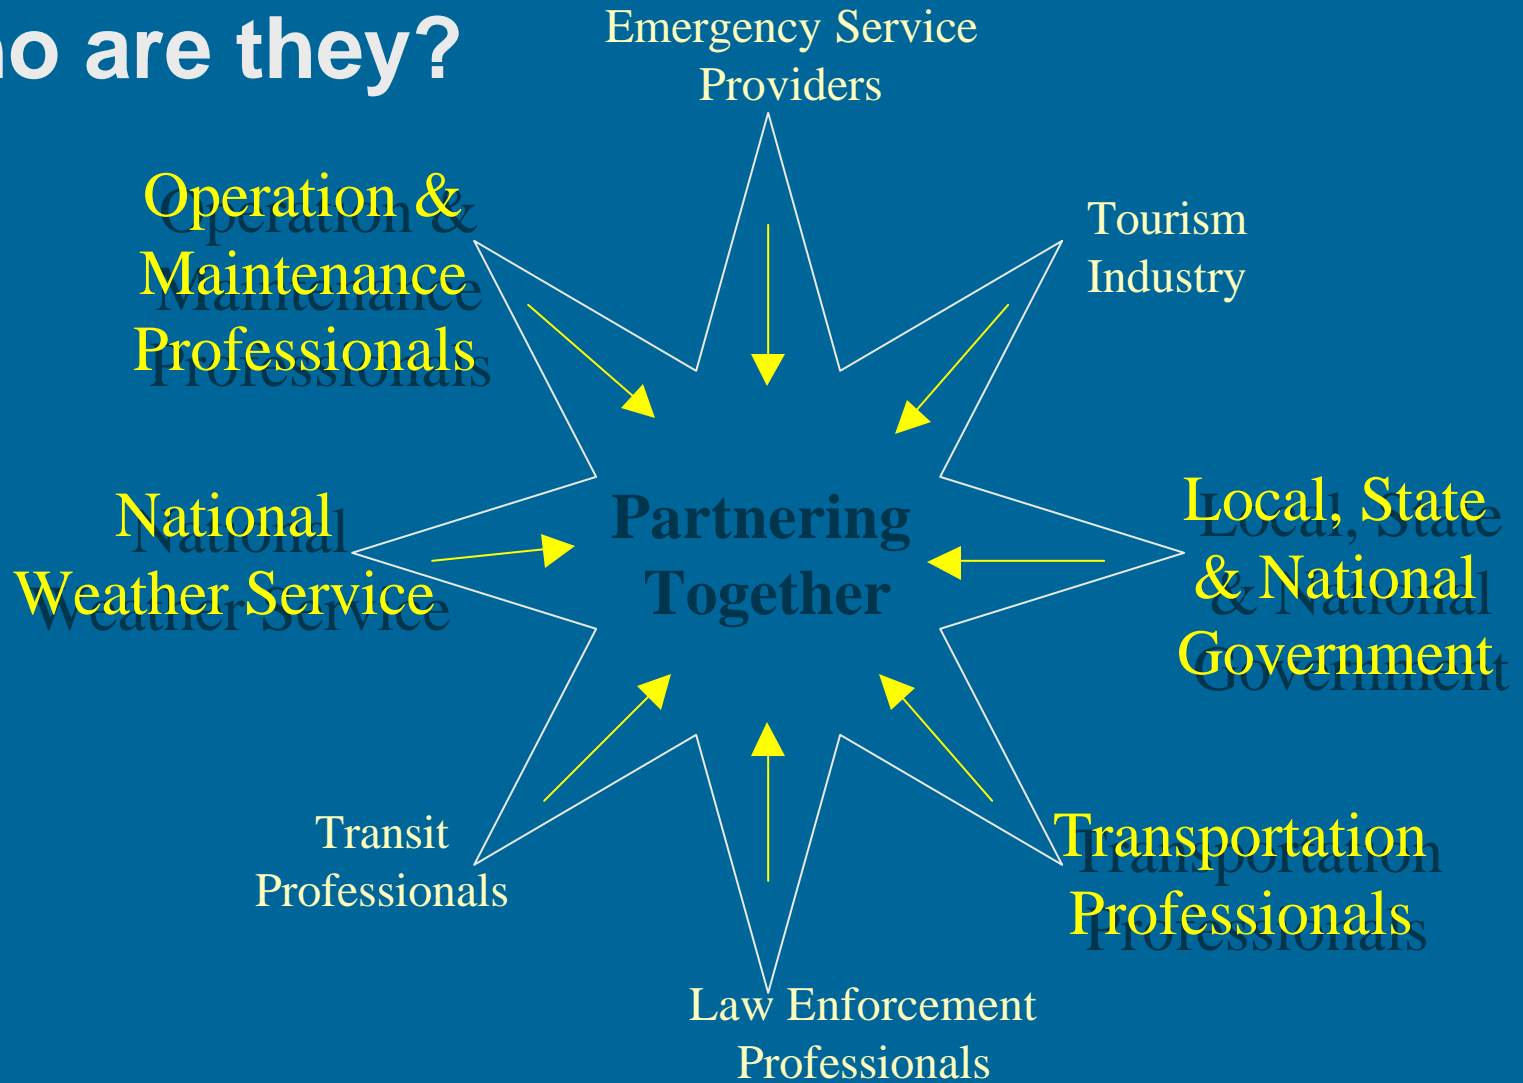 ho are they?
Emergency Service
Providers
Operation &
Maintenance
Professionals
Tourism
Industry
National
Weather Service
Partnering
Together
Local, State
& National
Government
Transit
Professionals
Transportation
Professionals
Law Enforcement
Professionals